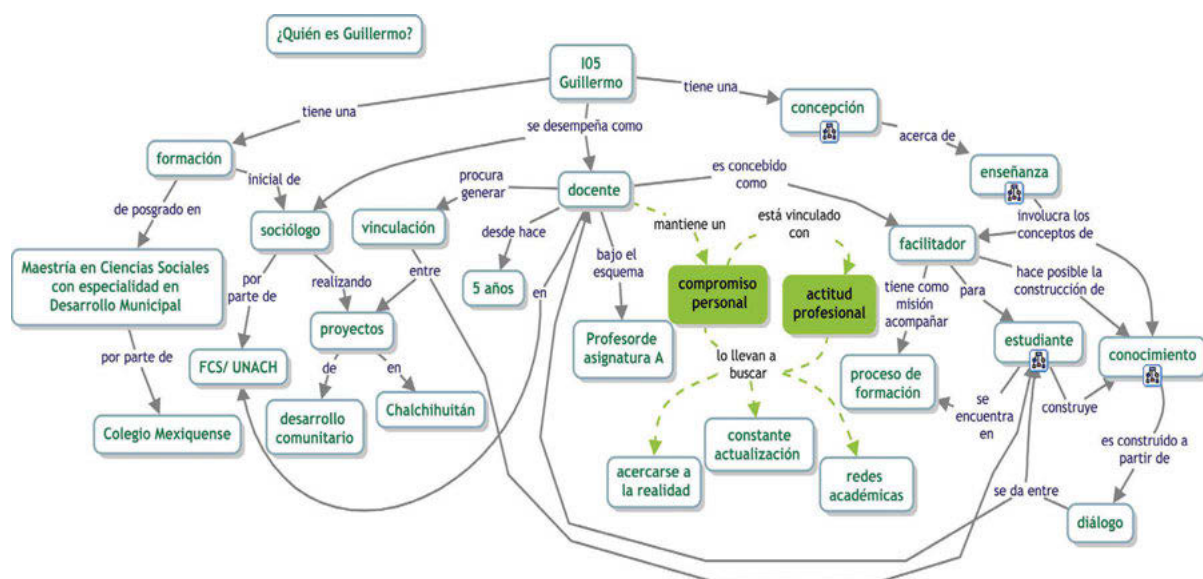 ¿Quién es Guillermo?
I05
Guillermo
tiene una
tiene una
concepción
se desempeña como
acerca de
formación
enseñanza
inicial de
procura
generar
docente
es concebido
como
de posgrado en
sociólogo
vinculación
desde hace
mantiene un
está vinculado
con
involucra los
conceptos de
facilitador
bajo el
esquema
Maestría en Ciencias Sociales
con especialidad en
Desarrollo Municipal
por
parte de
realizando
entre
5 años
en
compromiso
personal
actitud
profesional
tiene como
misión
acompañar
para
hace posible la
construcción de
proyectos
Profesorde
asignatura A
estudiante
conocimiento
por parte de
FCS/ UNACH
de
en
lo llevan a
buscar
proceso de
formación
se
encuentra
en
construye
Colegio Mexiquense
desarrollo
comunitario
Chalchihuitán
constante
actualización
es construido a
partir de
acercarse a
la realidad
redes
académicas
se da entre
diálogo